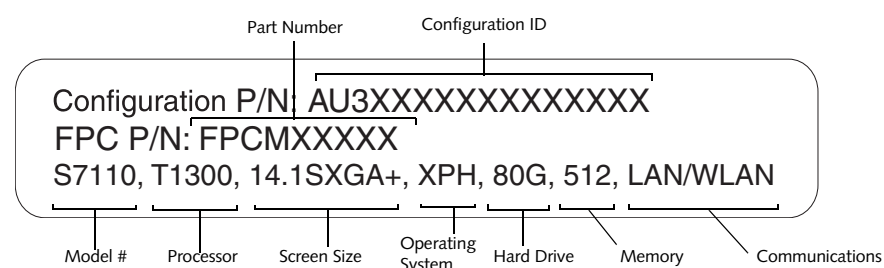 Part Number Configuration ID
Configuration P/N: AU3XXXXXXXXXXXXX
FPC P/N: FPCMXXXXX
S7110, T1300, 14.1SXGA+, XPH, 80G, 512, LAN/WLAN
Model # Processor Screen Size Operating System Hard Drive Memory Communications